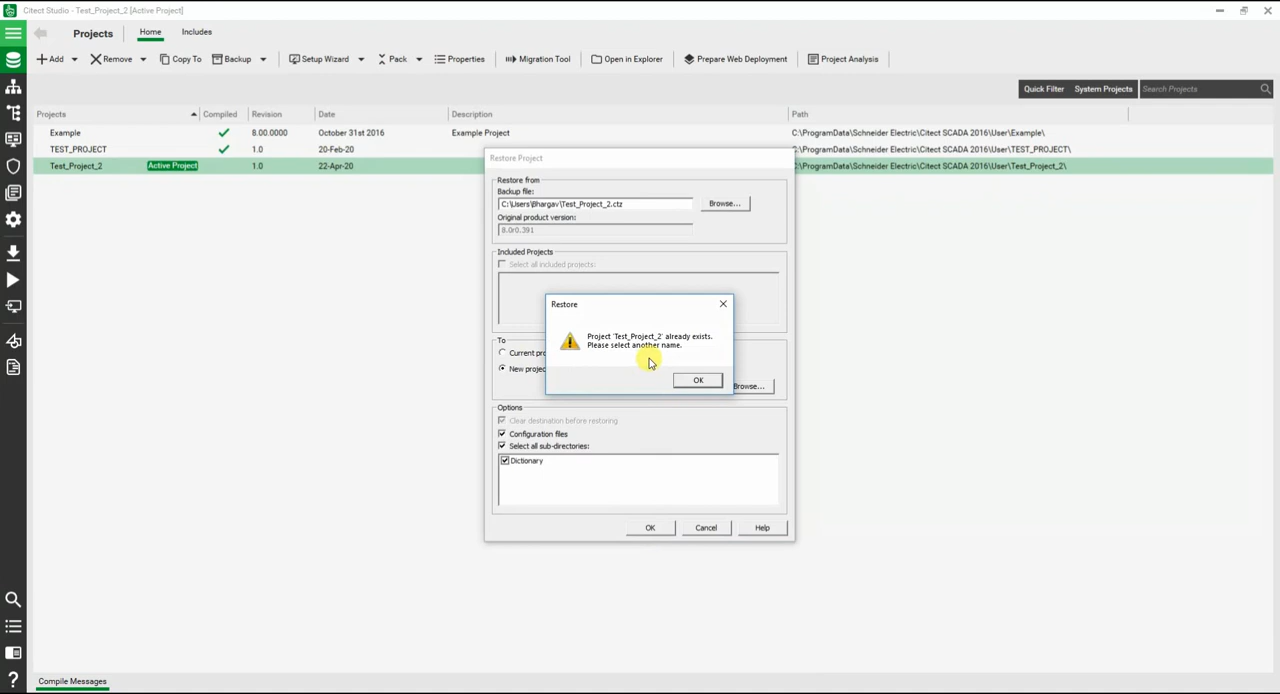 Citect Studio - Test_Project_2 [Active Project]
Projects
Home
Includes
Add
Remove
Copy To
Backup
Setup Wizard
Pack
Properties
Migration Tool
Open in Explorer
Prepare Web Deployment
Project Analysis
Quick Filter
System Projects
Search Projects
Projects Compiled Revision Date Description Path
Example 8.00.0000 October 31st 2016 Example Project C:\ProgramData\Schneider Electric\Citect SCADA 2016\User\Example\
TEST_PROJECT 1.0 20-Feb-20 C:\ProgramData\Schneider Electric\Citect SCADA 2016\User\TEST_PROJECT\
Test_Project_2 Active Project 1.0 22-Apr-20 C:\ProgramData\Schneider Electric\Citect SCADA 2016\User\Test_Project_2\
Restore Project
Restore from
Backup file:
C:\Users\Bhargav\Test_Project_2.ctz
Browse...
Original product version:
8.0r0.391
Included Projects
Select all included projects:
Restore
Project 'Test_Project_2' already exists.
Please select another name.
OK
To
Current pro
New projec
Browse...
Options
Clear destination before restoring
Configuration files
Select all sub-directories:
Dictionary
OK
Cancel
Help
Compile Messages